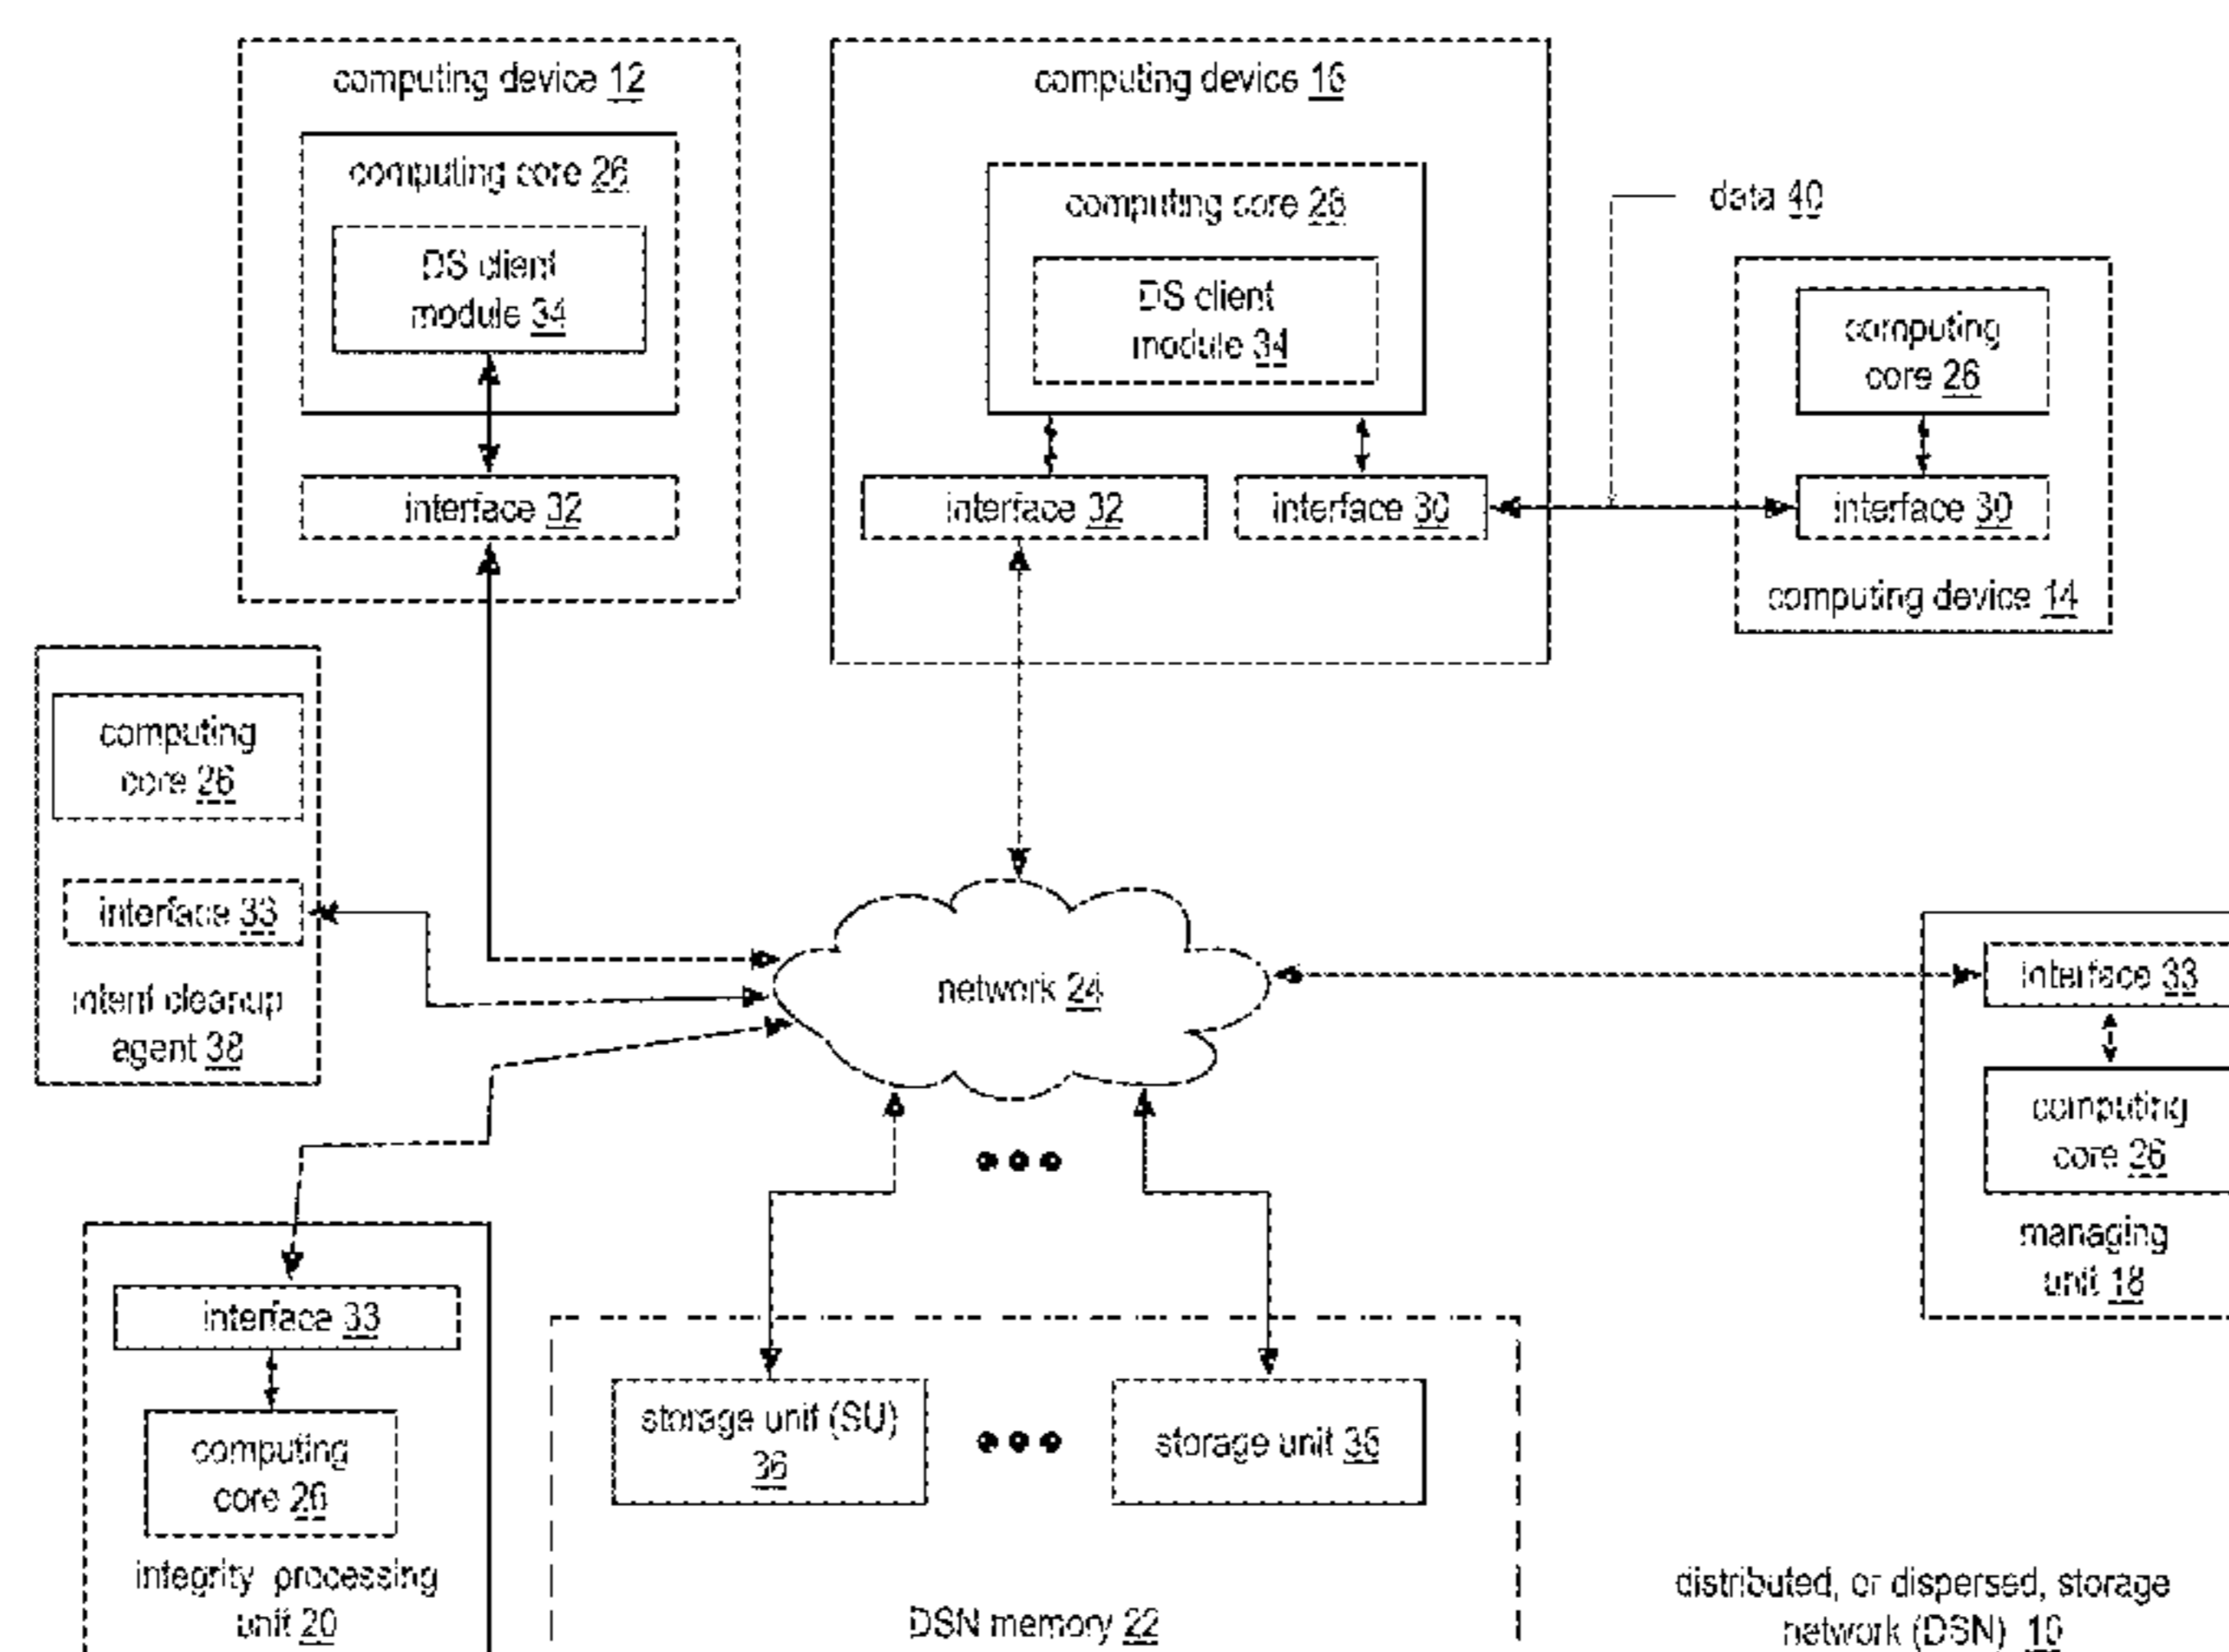 computing device 12
computing core 26
DS client
module 34
interface 32
computing device 16
computing core 26
DS client
module 34
interface 32
interface 30
data 40
computing
core 26
interface 30
computing device 14
computing
core 26
interface 33
intent cleanup
agent 38
network 24
interface 33
computing
core 26
managing
unit 18
interface 33
computing
core 26
integrity processing
unit 20
storage unit (SU)
36
storage unit 36
DSN memory 22
distributed, or dispersed, storage
network (DSN) 10